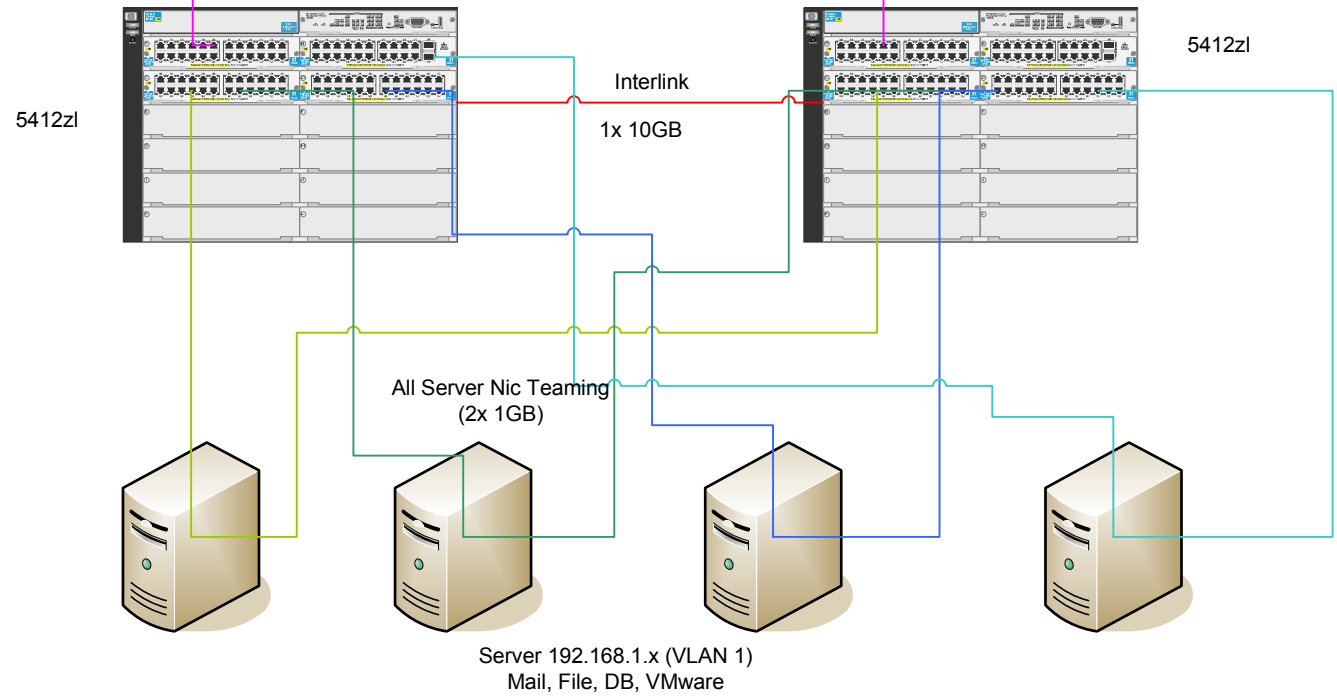 5412zl
Interlink
1x 10GB
5412zl
All Server Nic Teaming
(2x 1GB)
Server 192.168.1.x (VLAN 1)
Mail, File, DB, VMware